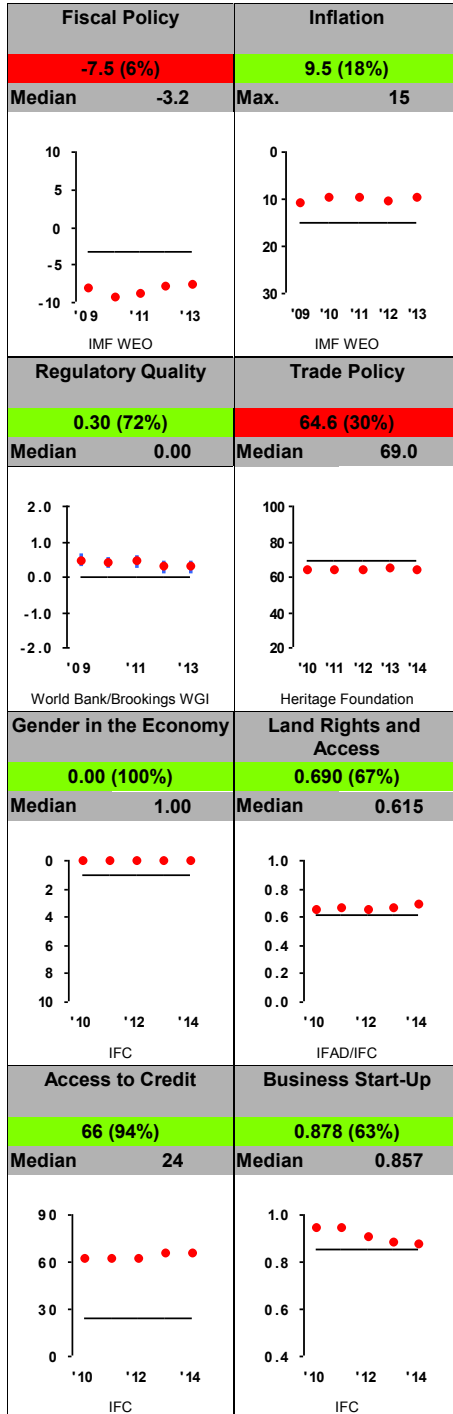 Fiscal Policy
-7.5 (6%)
Median -3.2
10
5
0
-5
-10
'09 '11 '13
IMF WEO
Inflation
9.5 (18%)
Max. 15
0
10
20
30
'09 '10 '11 '12 '13
IMF WEO
Regulatory Quality
0.30 (72%)
Median 0.00
2.0
1.0
0.0
-1.0
-2.0
'09 '11 '13
World Bank/Brookings WGI
Trade Policy
64.6 (30%)
Median 69.0
100
80
60
40
20
'10 '11 '12 '13 '14
Heritage Foundation
Gender in the Economy
0.00 (100%)
Median 1.00
0
2
4
6
8
10
'10 '12 '14
IFC
Land Rights and
Access
0.690 (67%)
Median 0.615
1.0
0.8
0.6
0.4
0.2
0.0
'10 '12 '14
IFAD/IFC
Access to Credit
66 (94%)
Median 24
90
60
30
0
'10 '12 '14
IFC
Business Start-Up
0.878 (63%)
Median 0.857
1.0
0.8
0.6
0.4
'10 '12 '14
IFC